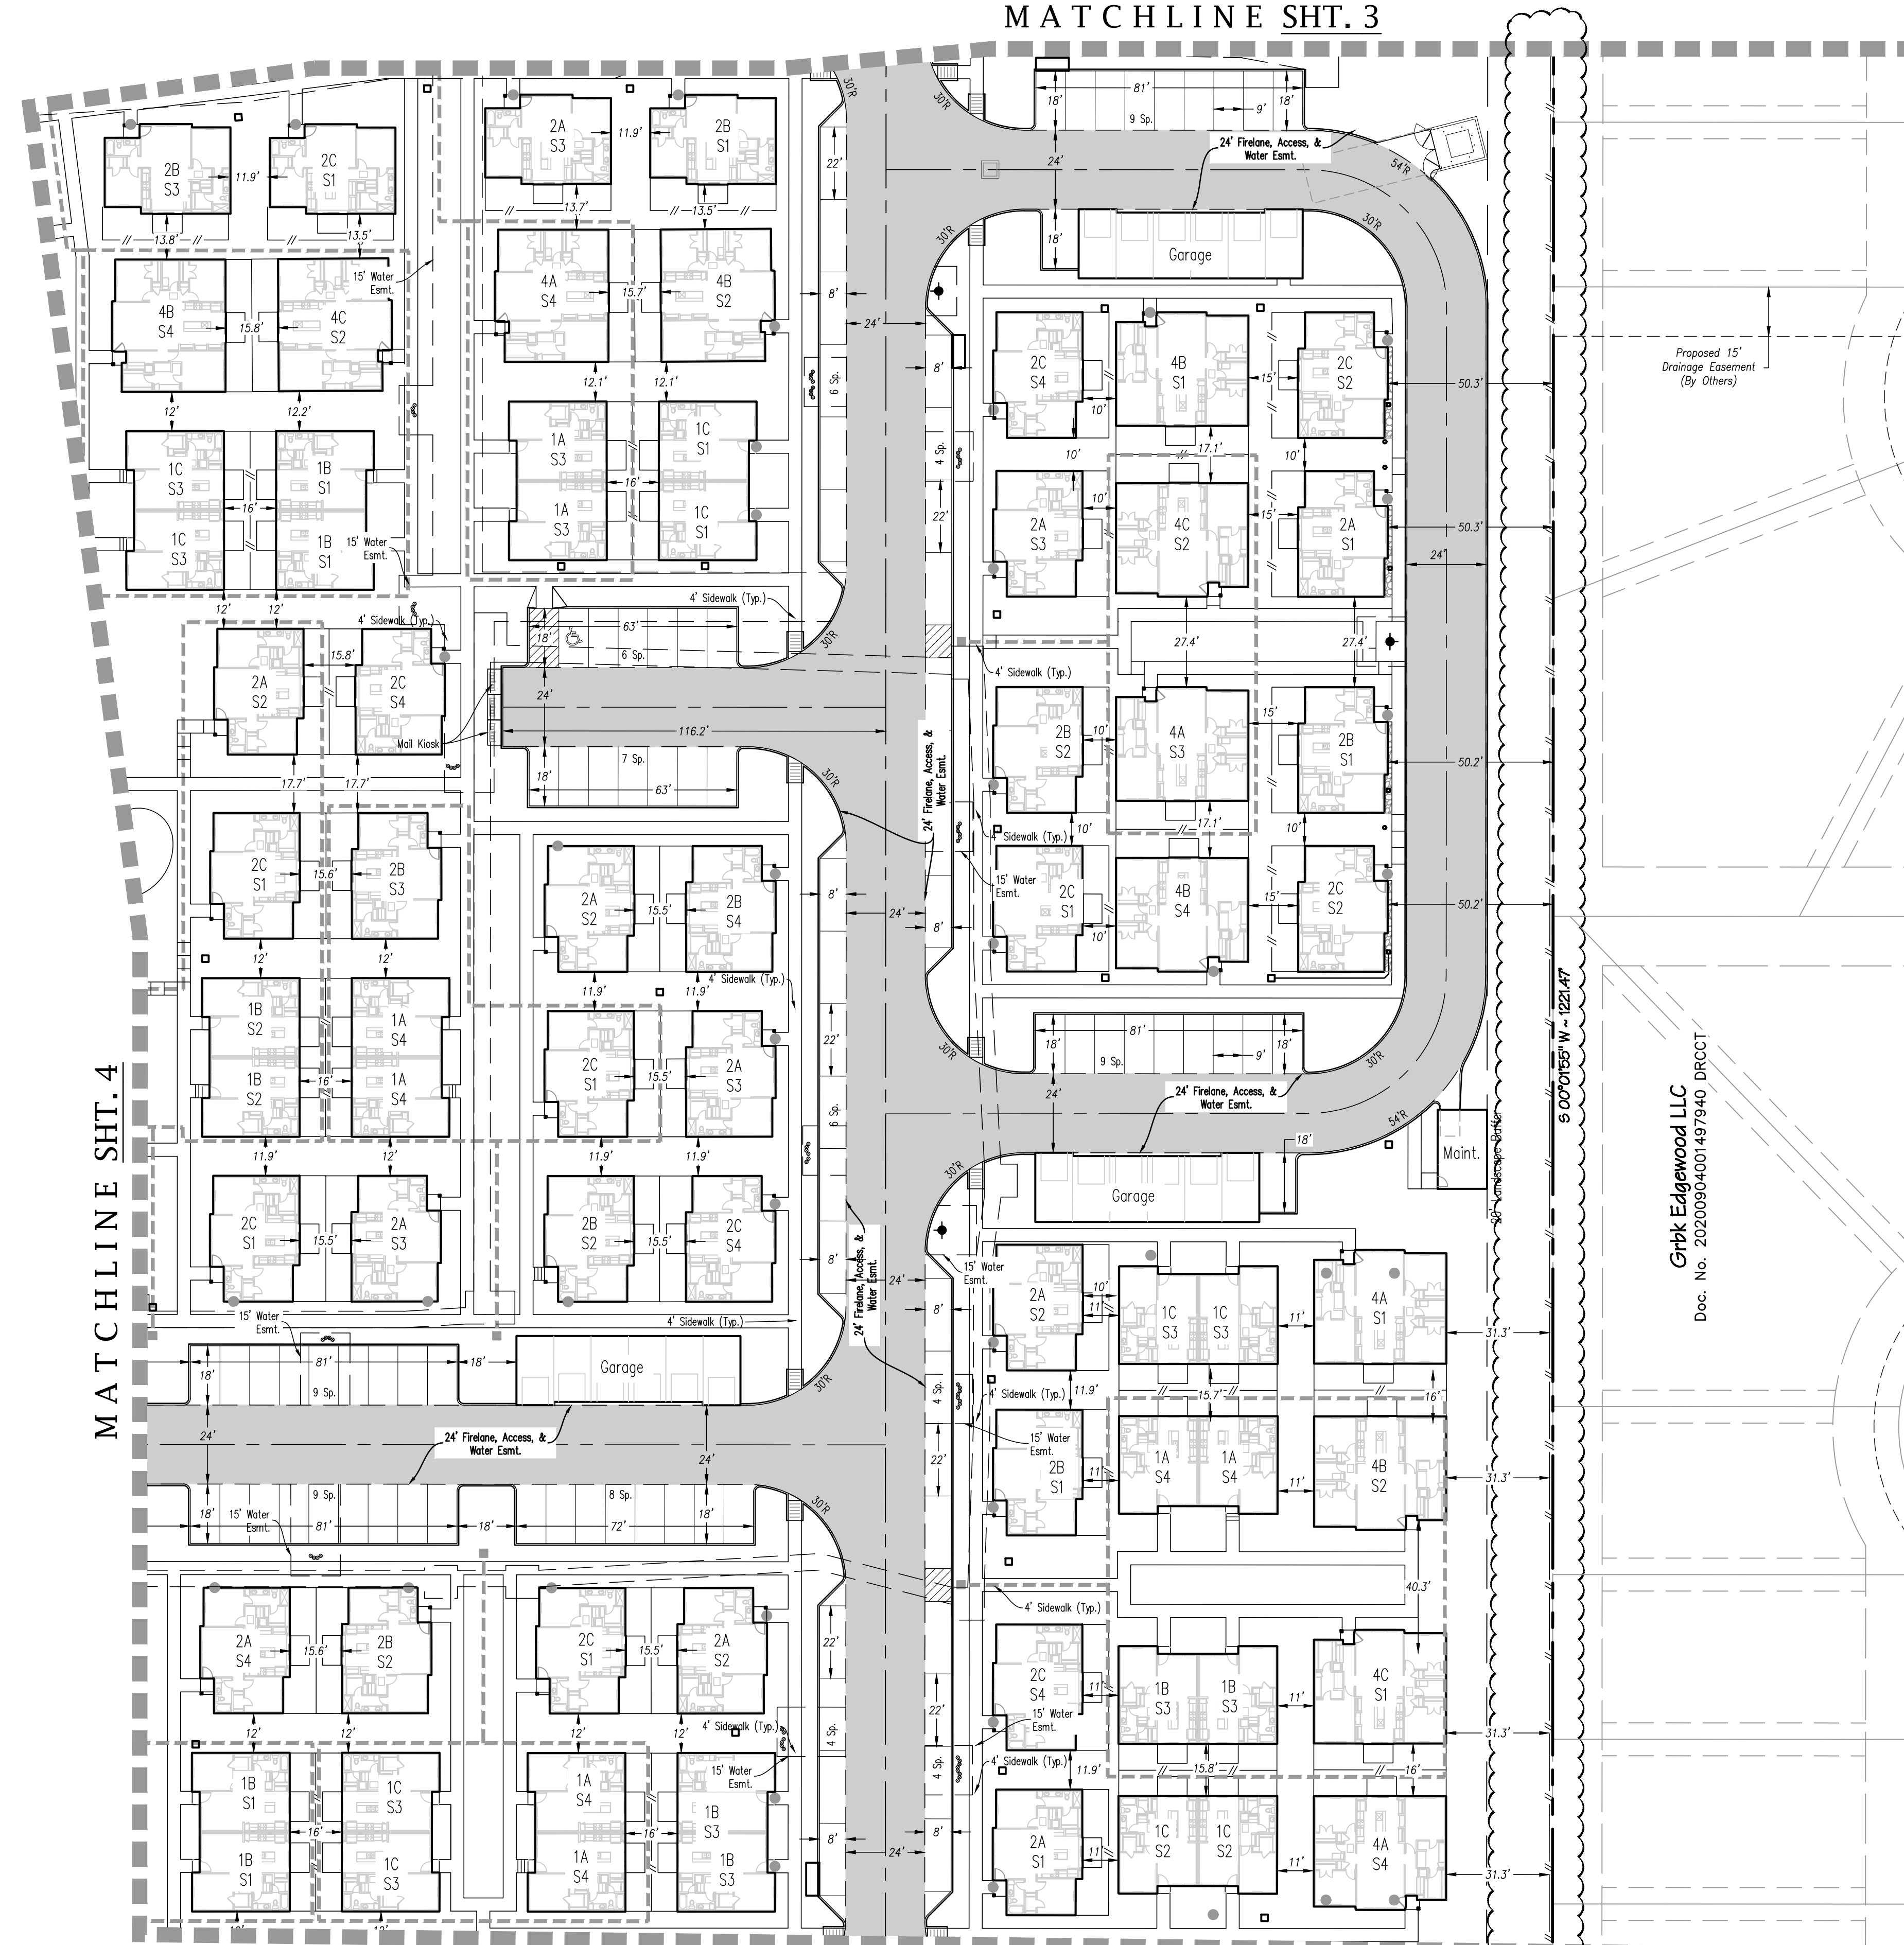 MATCHLINE SHT. 3
MATCHLINE SHT. 4
30'R
30'R
18'
81'
18'
9'
9 Sp.
24' Firelane, Access, &
Water Esmt.
54'R
24'
2B
S3
11.9'
2C
S1
2A
S3
11.9'
2B
S1
22'
13.8'
13.5'
13.7'
13.5'
30'R
18'
Garage
30'R
15' Water
Esmt.
4B
S4
15.8'
4C
S2
4A
S4
15.7'
4B
S2
8'
24'
12'
12.2'
12.1'
12.1'
6 Sp.
8'
2C
S4
10'
4B
S1
15'
2C
S2
50.3'
Proposed 15'
Drainage Easement
(By Others)
1C
S3
1B
S1
1A
S3
1C
S1
4 Sp.
10'
17.1'
10'
16'
16'
22'
1C
S3
1B
S1
1A
S3
1C
S1
15' Water
Esmt.
2A
S3
10'
4C
S2
15'
2A
S1
50.3'
24'
12'
12'
4' Sidewalk (Typ.)
4' Sidewalk (Typ.)
18'
63'
6 Sp.
30'R
27.4'
27.4'
4' Sidewalk (Typ.)
2A
S2
15.8'
2C
S4
24'
Mail Kiosk
116.2'
7 Sp.
18'
63'
30'R
24' Firelane, Access, &
Water Esmt.
2B
S2
10'
4A
S3
15'
2B
S1
50.2'
17.7'
17.7'
10'
17.1'
10'
4' Sidewalk (Typ.)
2C
S1
15.6'
2B
S3
2A
S2
15.5'
2B
S4
8'
24'
8'
15' Water
Esmt.
2C
S1
10'
4B
S4
15'
2C
S2
50.2'
12'
12'
11.9'
11.9'
4' Sidewalk (Typ.)
1B
S2
1A
S4
16'
1B
S2
1A
S4
2C
S1
15.5'
2A
S3
22'
6 Sp.
30'R
18'
81'
18'
9 Sp.
9'
30'R
24'
24' Firelane, Access, &
Water Esmt.
54'R
S 00°01'55" W ~ 1221.47'
Grbk Edgewood LLC
Doc. No. 20200904001497940 DRCCT
11.9'
12'
11.9'
11.9'
18'
Maint.
20' Landscape Buffer
30'R
Garage
2C
S1
15.5'
2A
S3
2B
S2
15.5'
2C
S4
8'
24'
8'
24' Firelane, Access, &
Water Esmt.
15' Water
Esmt.
2A
S2
10'
11'
1C
S3
1C
S3
11'
4A
S1
31.3'
15' Water
Esmt.
4' Sidewalk (Typ.)
18'
81'
9 Sp.
18'
Garage
30'R
4 Sp.
4' Sidewalk (Typ.)
11.9'
15.7'
16'
24'
24' Firelane, Access, &
Water Esmt.
24'
22'
15' Water
Esmt.
2B
S1
11'
1A
S4
1A
S4
11'
4B
S2
31.3'
9 Sp.
8 Sp.
18'
81'
18'
72'
18'
30'R
15' Water
Esmt.
40.3'
4' Sidewalk (Typ.)
2A
S4
15.6'
2B
S2
2C
S1
15.5'
2A
S2
22'
22'
2C
S4
11'
1B
S3
1B
S3
11'
4C
S1
31.3'
12'
12'
12'
12'
4' Sidewalk (Typ.)
4 Sp.
15' Water
Esmt.
15' Water
Esmt.
4 Sp.
4' Sidewalk (Typ.)
11.9'
15.8'
16'
1B
S1
1C
S3
1A
S4
1B
S3
16'
16'
1B
S1
1C
S3
1A
S4
1B
S3
8'
24'
8'
2A
S1
11'
1C
S2
1C
S2
11'
4A
S4
31.3'